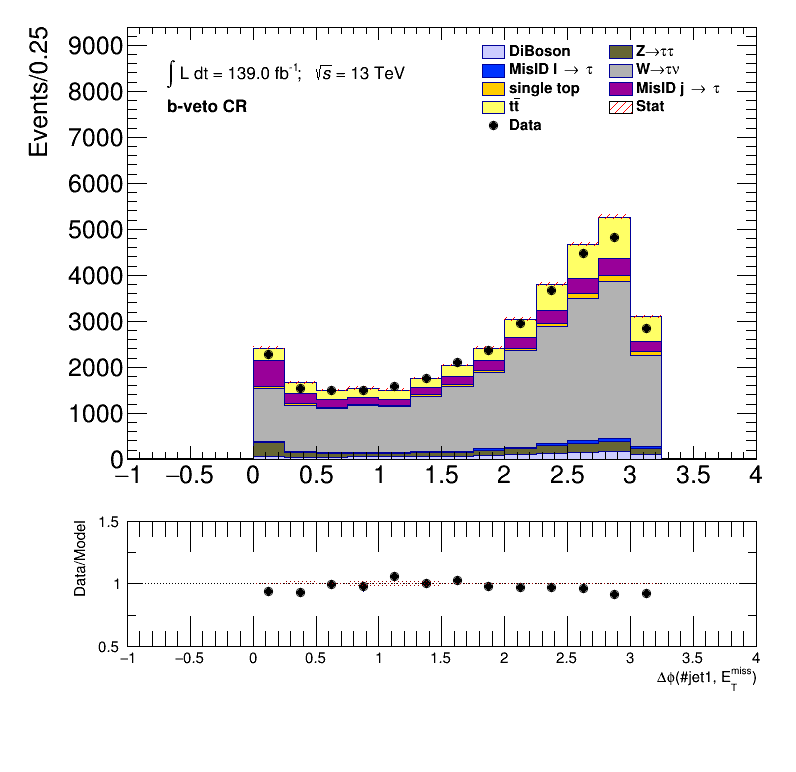 Events/0.25
9000
8000
7000
6000
5000
4000
3000
2000
1000
0
−1 −0.5 0 0.5 1 1.5 2 2.5 3 3.5 4
∫ L dt = 139.0 fb⁻¹; √s = 13 TeV
b-veto CR
DiBoson
MisID l → τ
single top
tt̄
Data
Z→ττ
W→τν
MisID j → τ
Stat
Data/Model
1.5
1
0.5
−1 −0.5 0 0.5 1 1.5 2 2.5 3 3.5 4
Δϕ(#jet1, E_T^miss)